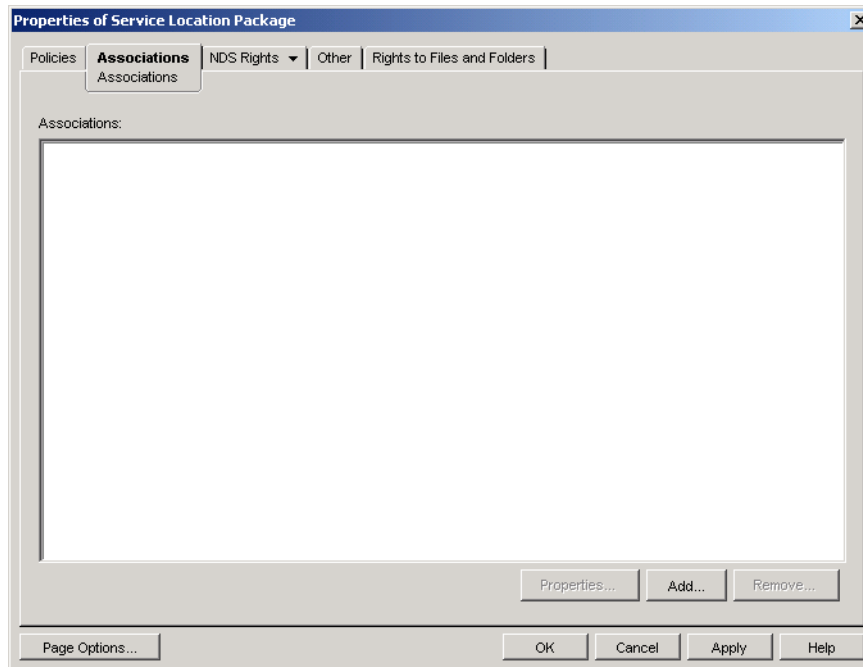 Properties of Service Location Package
Policies Associations NDS Rights Other Rights to Files and Folders
Associations
Associations:
Properties... Add... Remove...
Page Options... OK Cancel Apply Help